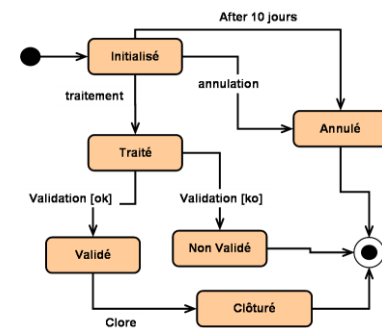 After 10 jours
Initialisé
traitement
annulation
Annulé
Traité
Validation [ok]
Validation [ko]
Validé
Non Validé
Clôturé
Clore